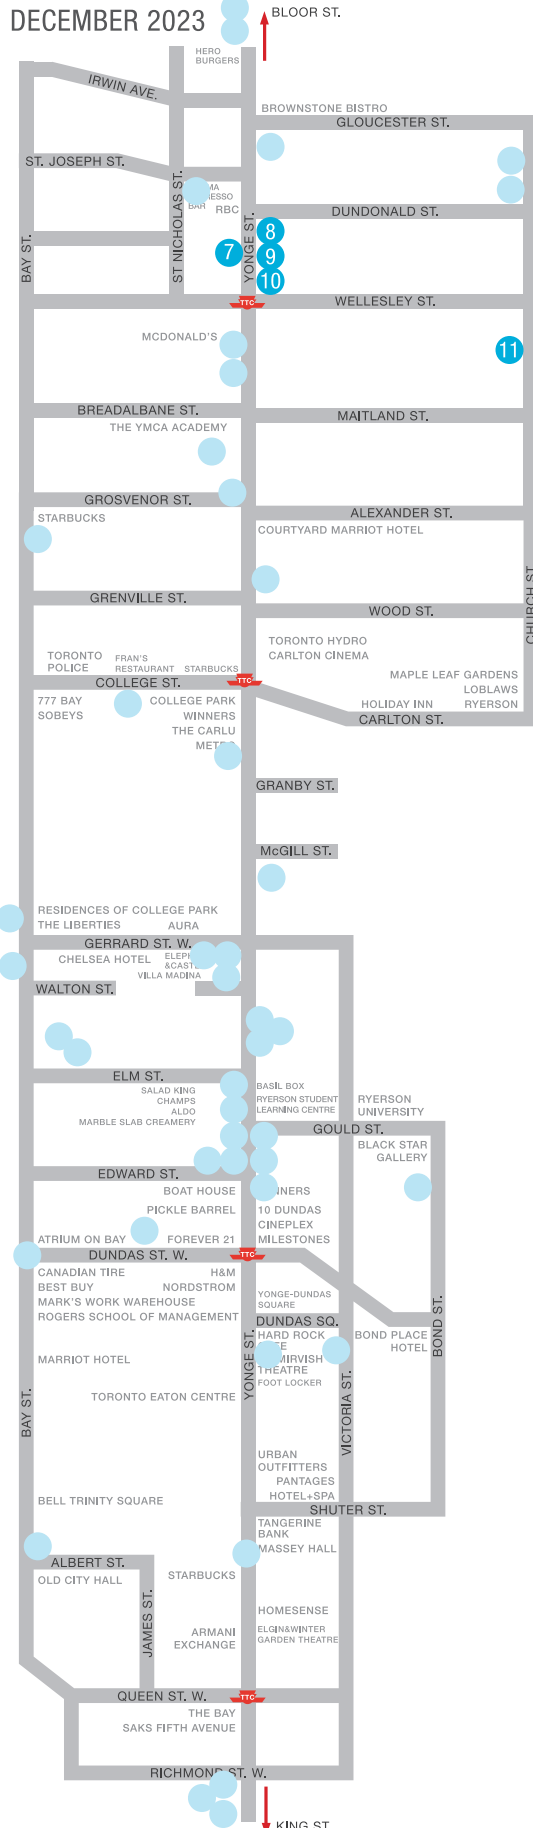 DECEMBER 2023
BLOOR ST.
HERO
BURGERS
IRWIN AVE.
BROWNSTONE BISTRO
GLOUCESTER ST.
ST. JOSEPH ST.
ST NICHOLAS ST.
BAR
RBC
DUNDONALD ST.
BAY ST.
YONGE ST.
7
8
9
10
TTC
WELLESLEY ST.
MCDONALD'S
11
BREADALBANE ST.
MAITLAND ST.
THE YMCA ACADEMY
GROSVENOR ST.
STARBUCKS
ALEXANDER ST.
COURTYARD MARRIOT HOTEL
CHURCH ST.
GRENVILLE ST.
WOOD ST.
TORONTO HYDRO
CARLTON CINEMA
TORONTO
POLICE
FRAN'S
RESTAURANT
STARBUCKS
TTC
COLLEGE ST.
MAPLE LEAF GARDENS
LOBLAWS
RYERSON
HOLIDAY INN
CARLTON ST.
777 BAY
SOBEYS
COLLEGE PARK
WINNERS
THE CARLU
METRO
GRANBY ST.
McGILL ST.
RESIDENCES OF COLLEGE PARK
THE LIBERTIES
AURA
GERRARD ST. W.
CHELSEA HOTEL
VILLA MADINA
WALTON ST.
ELM ST.
SALAD KING
CHAMPS
ALDO
MARBLE SLAB CREAMERY
BASIL BOX
RYERSON STUDENT
LEARNING CENTRE
RYERSON
UNIVERSITY
GOULD ST.
BLACK STAR
GALLERY
EDWARD ST.
BOAT HOUSE
PICKLE BARREL
10 DUNDAS
CINEPLEX
MILESTONES
ATRIUM ON BAY
FOREVER 21
DUNDAS ST. W.
TTC
CANADIAN TIRE
H&M
BEST BUY
NORDSTROM
MARK'S WORK WAREHOUSE
ROGERS SCHOOL OF MANAGEMENT
YONGE-DUNDAS
SQUARE
DUNDAS SQ.
HARD ROCK
MIRVISH
THEATRE
FOOT LOCKER
BOND PLACE
HOTEL
BOND ST.
MARRIOT HOTEL
YONGE ST.
VICTORIA ST.
BAY ST.
TORONTO EATON CENTRE
URBAN
OUTFITTERS
PANTAGES
HOTEL+SPA
BELL TRINITY SQUARE
SHUTER ST.
TANGERINE
BANK
MASSEY HALL
ALBERT ST.
OLD CITY HALL
STARBUCKS
JAMES ST.
HOMESENSE
ARMANI
EXCHANGE
ELGIN&WINTER
GARDEN THEATRE
QUEEN ST. W.
TTC
THE BAY
SAKS FIFTH AVENUE
RICHMOND ST. W.
KING ST.